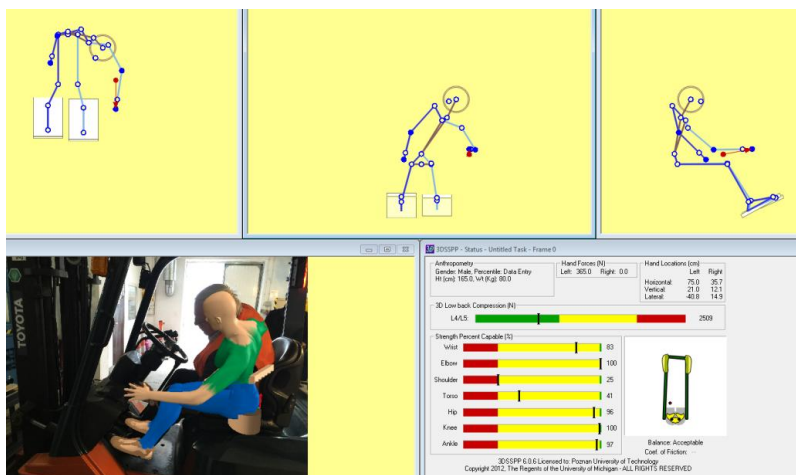 TOYOTA
3DSSPP - Status - Untitled Task - Frame 0
Anthropometry
Gender: Male, Percentile: Data Entry
Ht (cm): 165.0, Wt (Kg): 80.0
Hand Forces (N)
Left: 365.0 Right: 0.0
Hand Locations (cm)
Left Right
Horizontal: 75.0 35.7
Vertical: 21.0 12.1
Lateral: -40.8 14.9
3D Low back Compression (N)
L4/L5: 2509
Strength Percent Capable (%)
Wrist 83
Elbow 100
Shoulder 25
Torso 41
Hip 96
Knee 100
Ankle 97
Balance: Acceptable
Coef. of Friction: --
3DSSPP 6.0.6 Licensed to: Poznan University of Technology
Copyright 2012, The Regents of the University of Michigan - ALL RIGHTS RESERVED